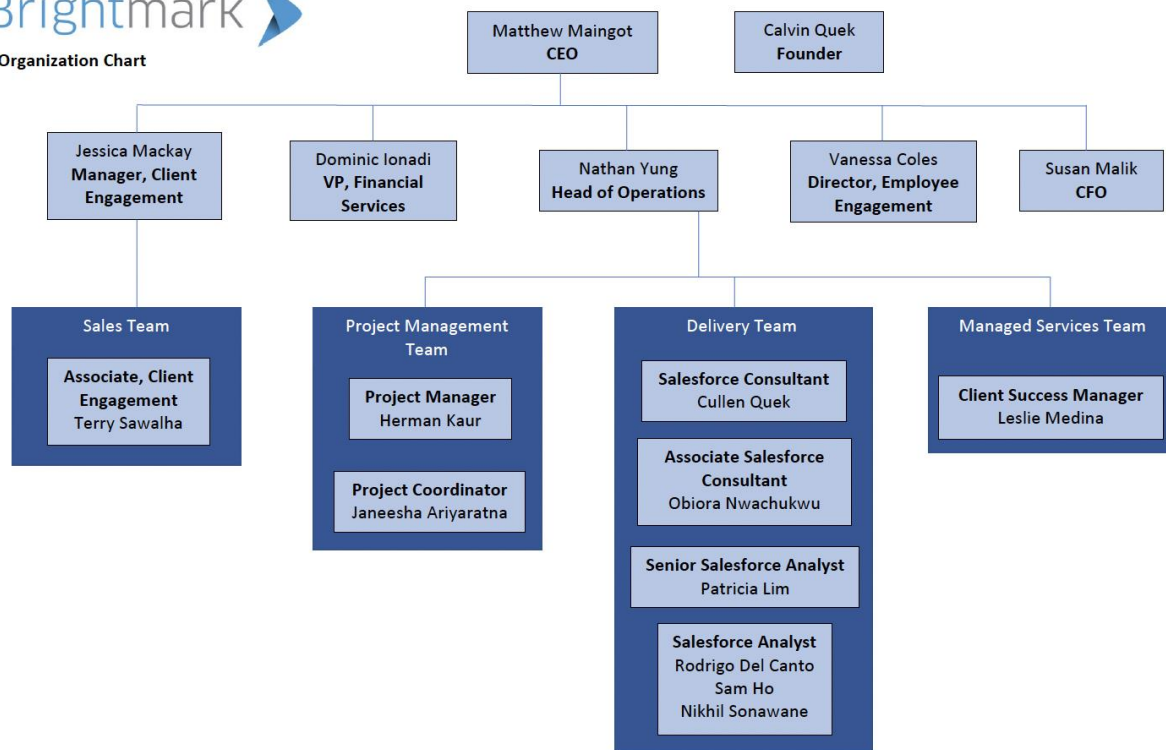 Brightmark
Organization Chart
Matthew Maingot
CEO
Calvin Quek
Founder
Jessica Mackay
Manager, Client
Engagement
Dominic Ionadi
VP, Financial
Services
Nathan Yung
Head of Operations
Vanessa Coles
Director, Employee
Engagement
Susan Malik
CFO
Sales Team
Associate, Client
Engagement
Terry Sawalha
Project Management
Team
Project Manager
Herman Kaur
Project Coordinator
Janeesha Ariyaratna
Delivery Team
Salesforce Consultant
Cullen Quek
Associate Salesforce
Consultant
Obiora Nwachukwu
Senior Salesforce Analyst
Patricia Lim
Salesforce Analyst
Rodrigo Del Canto
Sam Ho
Nikhil Sonawane
Managed Services Team
Client Success Manager
Leslie Medina